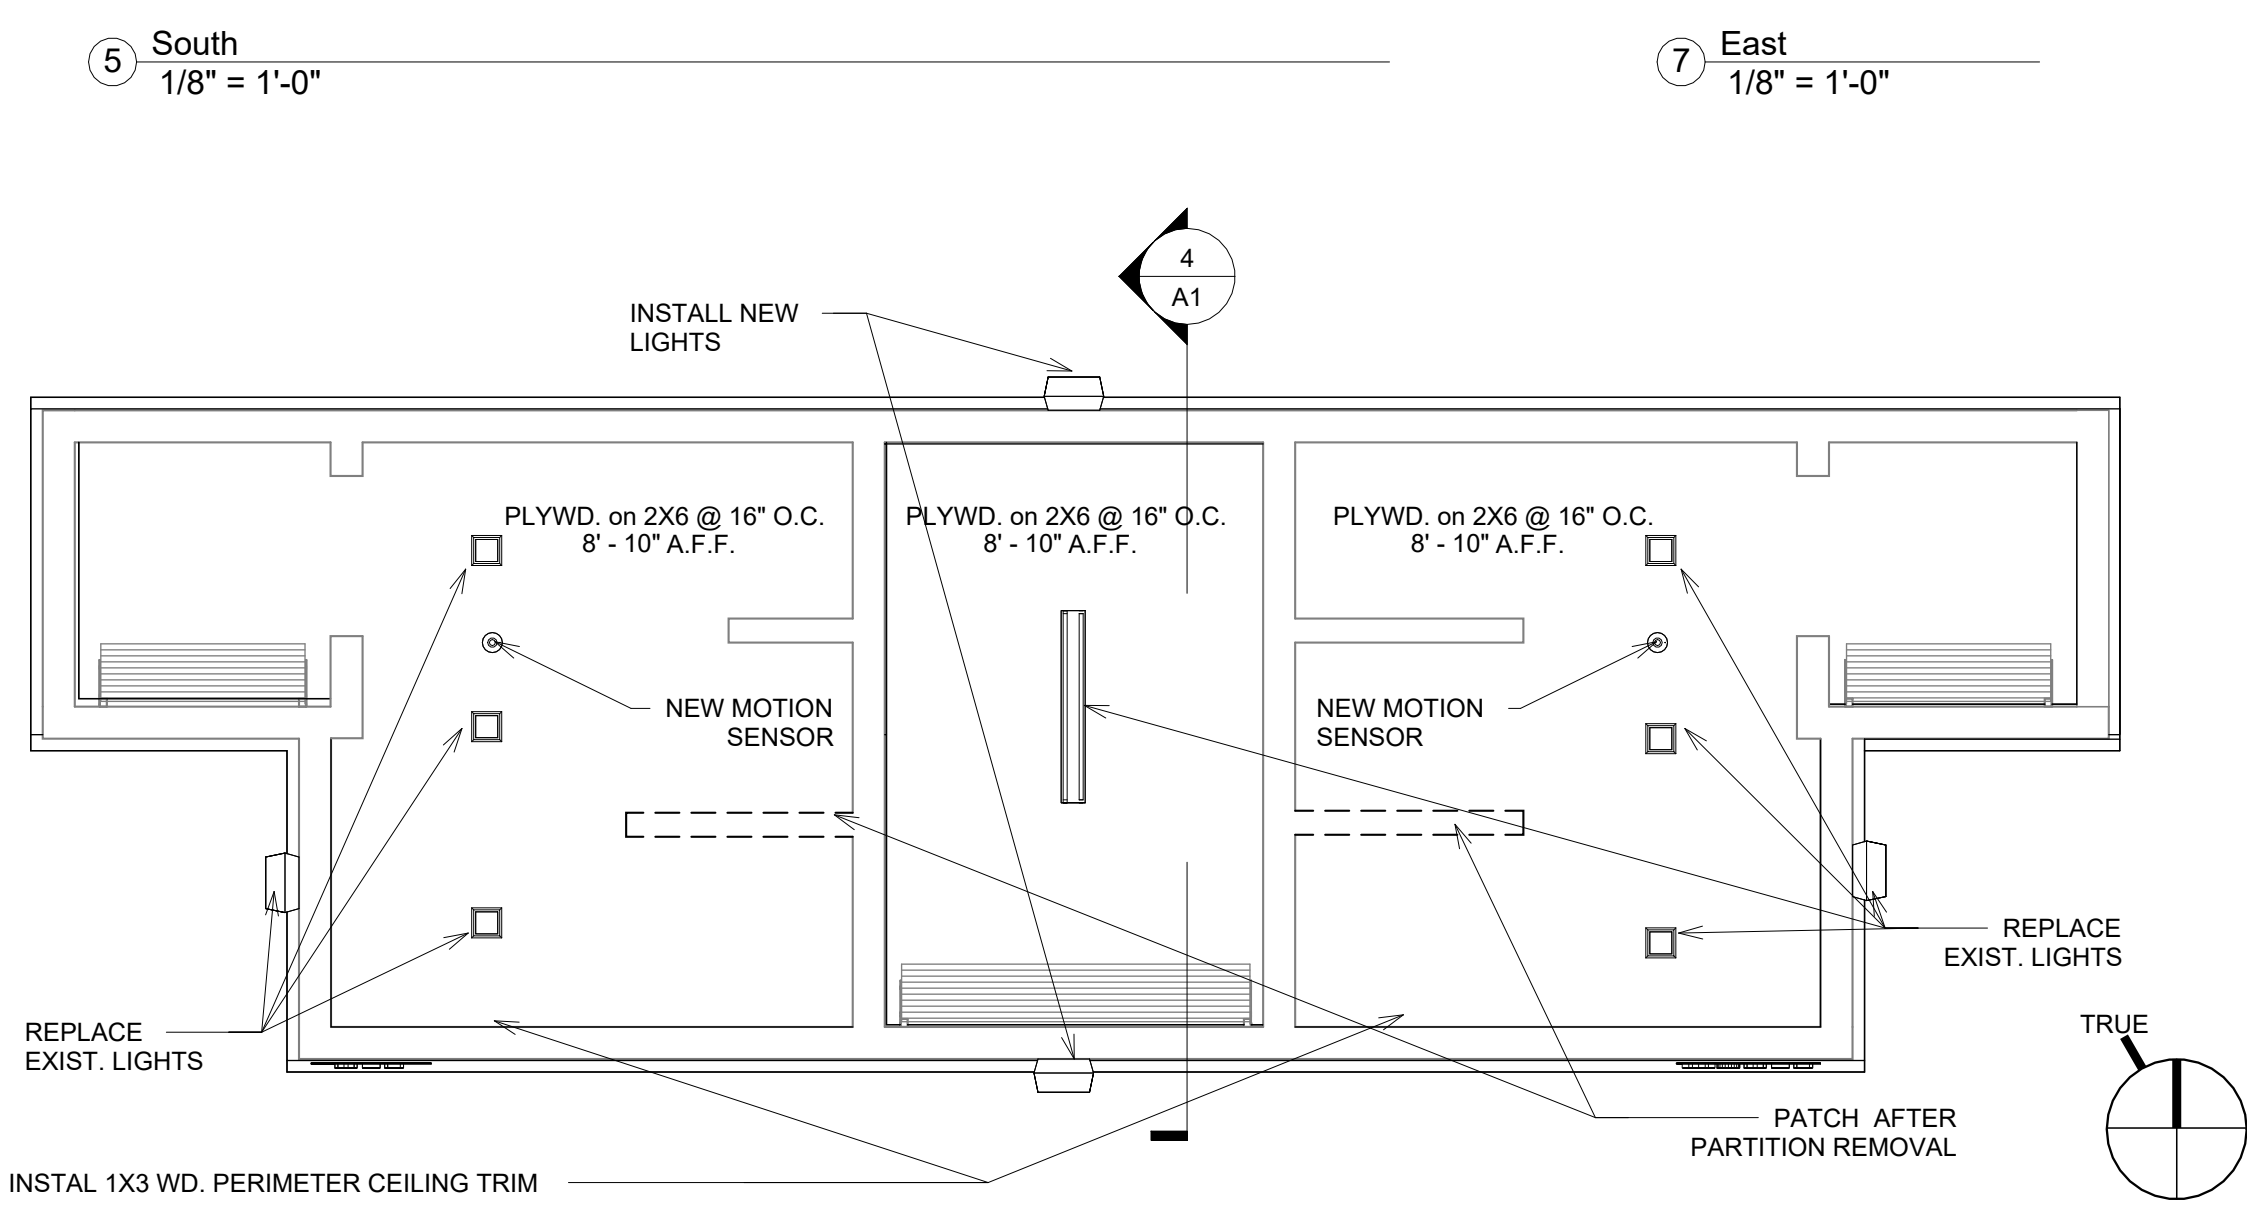 5 South
1/8" = 1'-0"
7 East
1/8" = 1'-0"
4
A1
INSTALL NEW
LIGHTS
PLYWD. on 2X6 @ 16" O.C.
8' - 10" A.F.F.
PLYWD. on 2X6 @ 16" O.C.
8' - 10" A.F.F.
PLYWD. on 2X6 @ 16" O.C.
8' - 10" A.F.F.
NEW MOTION
SENSOR
NEW MOTION
SENSOR
REPLACE
EXIST. LIGHTS
REPLACE
EXIST. LIGHTS
TRUE
PATCH AFTER
PARTITION REMOVAL
INSTAL 1X3 WD. PERIMETER CEILING TRIM